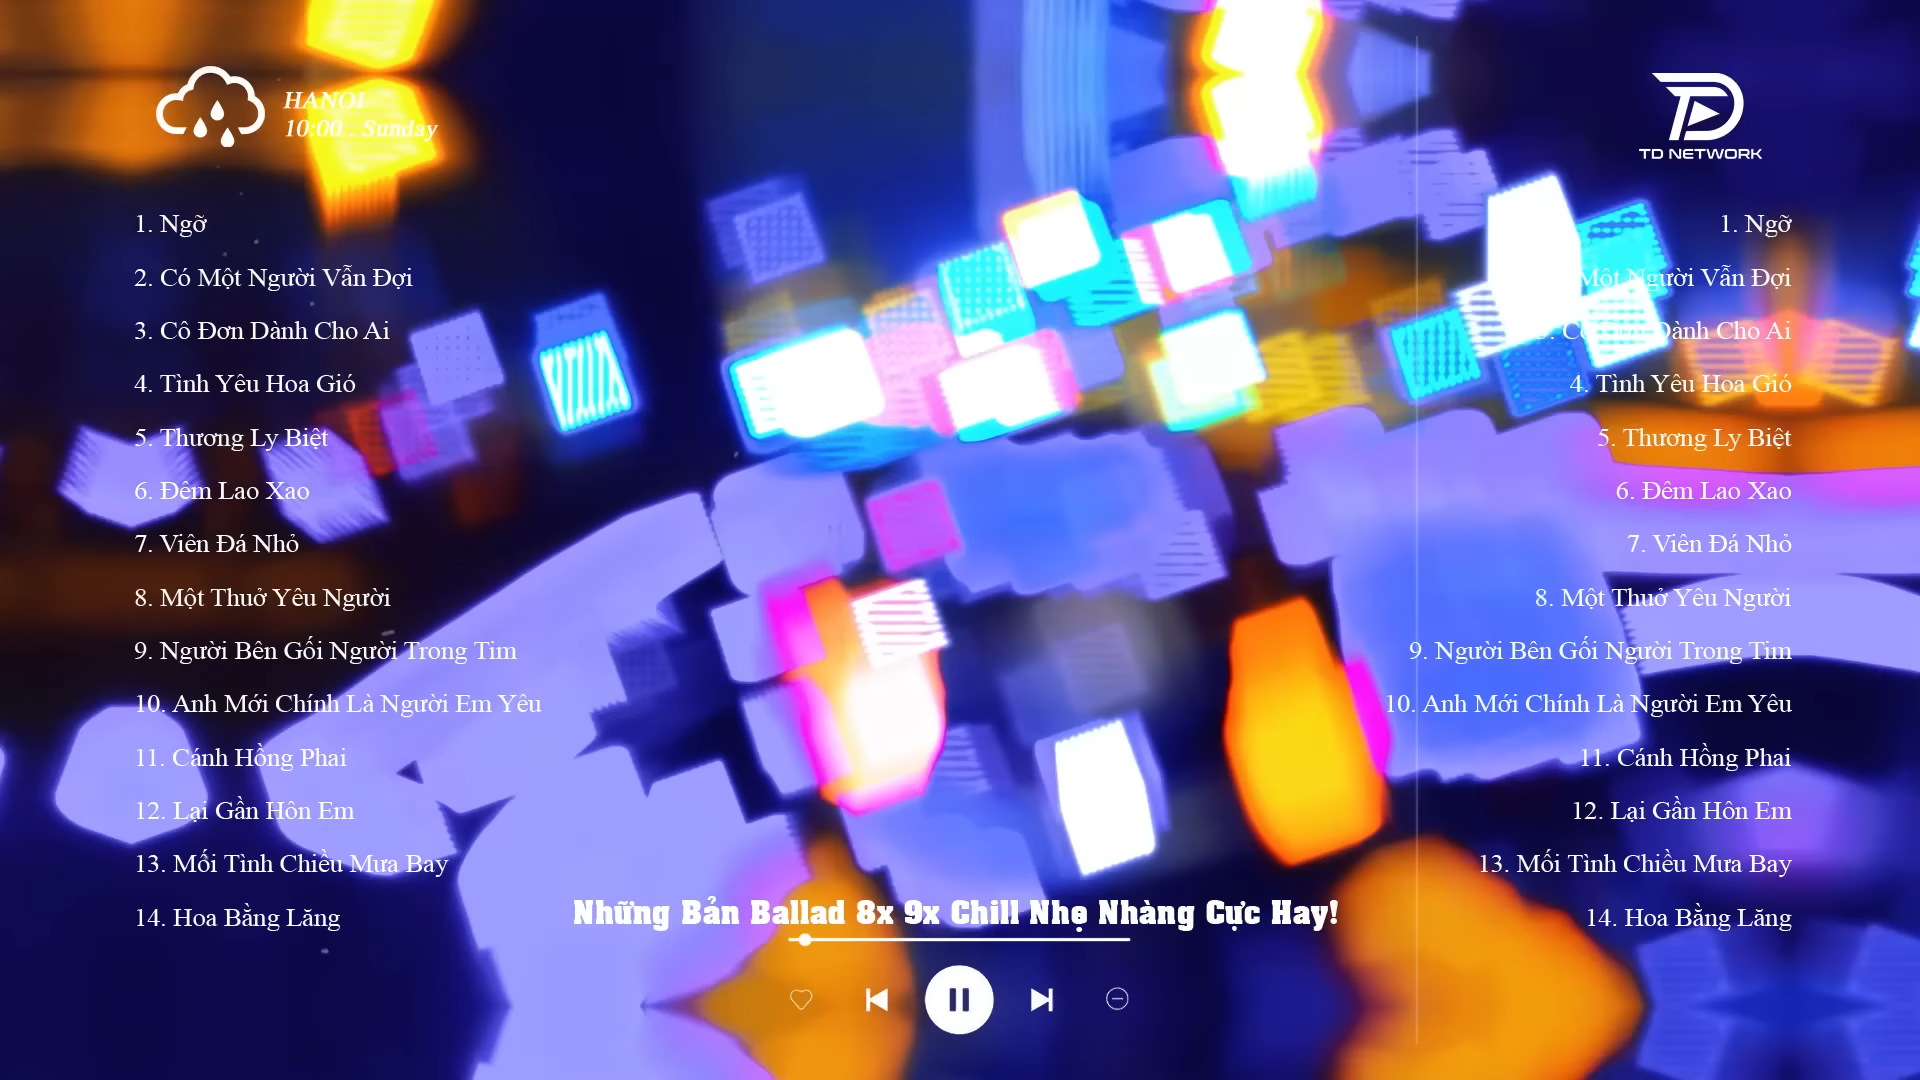 HANOI
10:00 . Sunday
TD NETWORK
1. Ngỡ
2. Có Một Người Vẫn Đợi
3. Cô Đơn Dành Cho Ai
4. Tình Yêu Hoa Gió
5. Thương Ly Biệt
6. Đêm Lao Xao
7. Viên Đá Nhỏ
8. Một Thuở Yêu Người
9. Người Bên Gối Người Trong Tim
10. Anh Mới Chính Là Người Em Yêu
11. Cánh Hồng Phai
12. Lại Gần Hôn Em
13. Mối Tình Chiều Mưa Bay
14. Hoa Bằng Lăng
1. Ngỡ
Một Người Vẫn Đợi
3. Cô Đơn Dành Cho Ai
4. Tình Yêu Hoa Gió
5. Thương Ly Biệt
6. Đêm Lao Xao
7. Viên Đá Nhỏ
8. Một Thuở Yêu Người
9. Người Bên Gối Người Trong Tim
10. Anh Mới Chính Là Người Em Yêu
11. Cánh Hồng Phai
12. Lại Gần Hôn Em
13. Mối Tình Chiều Mưa Bay
14. Hoa Bằng Lăng
Những Bản Ballad 8x 9x Chill Nhẹ Nhàng Cực Hay!